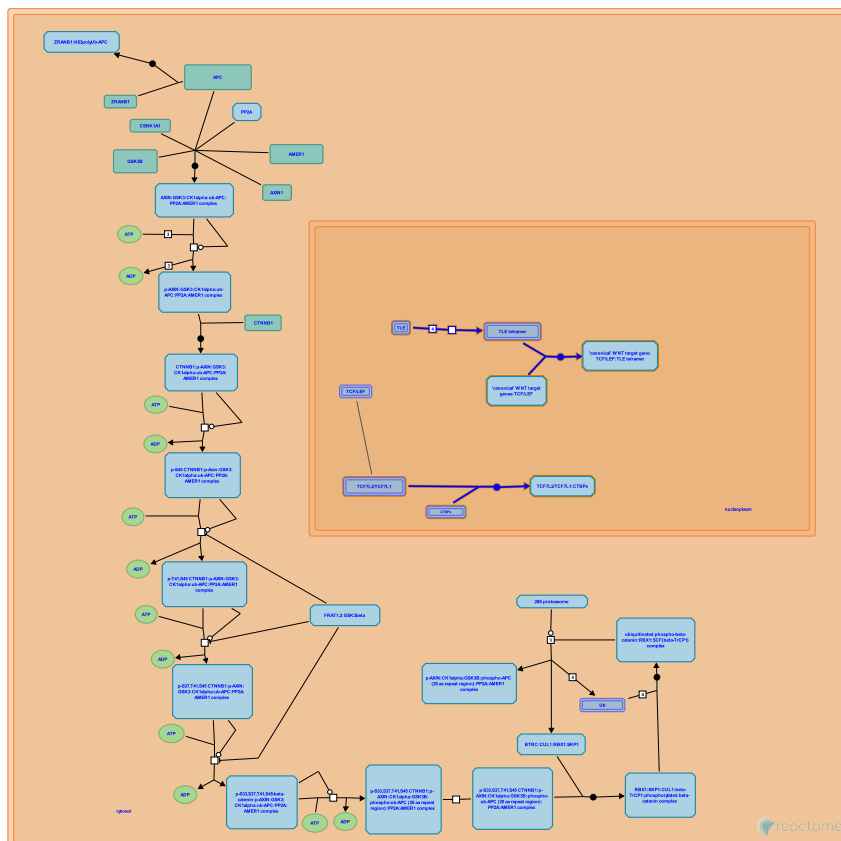 ZRANB1:K63polyUb-APC
APC
ZRANB1
PP2A
CSNK1A1
GSK3B
AMER1
AXIN1
AXIN:GSK3:CK1alpha:ub-APC:
PP2A:AMER1 complex
ATP
3
3
ADP
p-AXIN:GSK3:CK1alpha:ub-
APC:PP2A:AMER1 complex
CTNNB1
CTNNB1:p-AXIN:GSK3:
CK1alpha:ub-APC:PP2A:
AMER1 complex
ATP
ADP
p-S45 CTNNB1:p-Axin:GSK3:
CK1alpha:ub-APC:PP2A:
AMER1 complex
ATP
ADP
p-T41,S45 CTNNB1:p-AXIN:GSK3:
CK1alpha:ub-APC:PP2A:AMER1
complex
ATP
FRAT1,2:GSK3beta
ADP
p-S37,T41,S45 CTNNB1:p-AXIN:
GSK3:CK1alpha:ub-APC:PP2A:
AMER1 complex
ATP
ADP
p-S33,S37,T41,S45-beta-
catenin:p-AXIN:GSK3:
CK1alpha:ub-APC:PP2A:
AMER1 complex
ATP
ADP
p-S33,S37,T41,S45 CTNNB1:p-
AXIN:CK1alpha:GSK3B:
phospho-ub-APC (20 aa repeat
region):PP2A:AMER1 complex
p-S33,S37,T41,S45 CTNNB1:p-
AXIN:CK1alpha:GSK3B:phospho-
ub-APC (20 aa repeat region):
PP2A:AMER1 complex
RBX1:SKP1:CUL1:beta-
TrCP1:phosphorylated beta-
catenin complex
BTRC:CUL1:RBX1:SKP1
4
4
Ub
p-AXIN:CK1alpha:GSK3B:phospho-APC
(20 aa repeat region):PP2A:AMER1
complex
26S proteasome
ubiquitinated phospho-beta-
catenin:RBX1:SCF(beta-TrCP1)
complex
TLE
4
TLE tetramer
'canonical' WNT target gene:
TCF/LEF:TLE tetramer
'canonical' WNT target
genes:TCF/LEF
TCF/LEF
TCF7L2/TCF7L1
CTBPs
TCF7L2/TCF7L1:CTBPs
nucleoplasm
cytosol
reactome